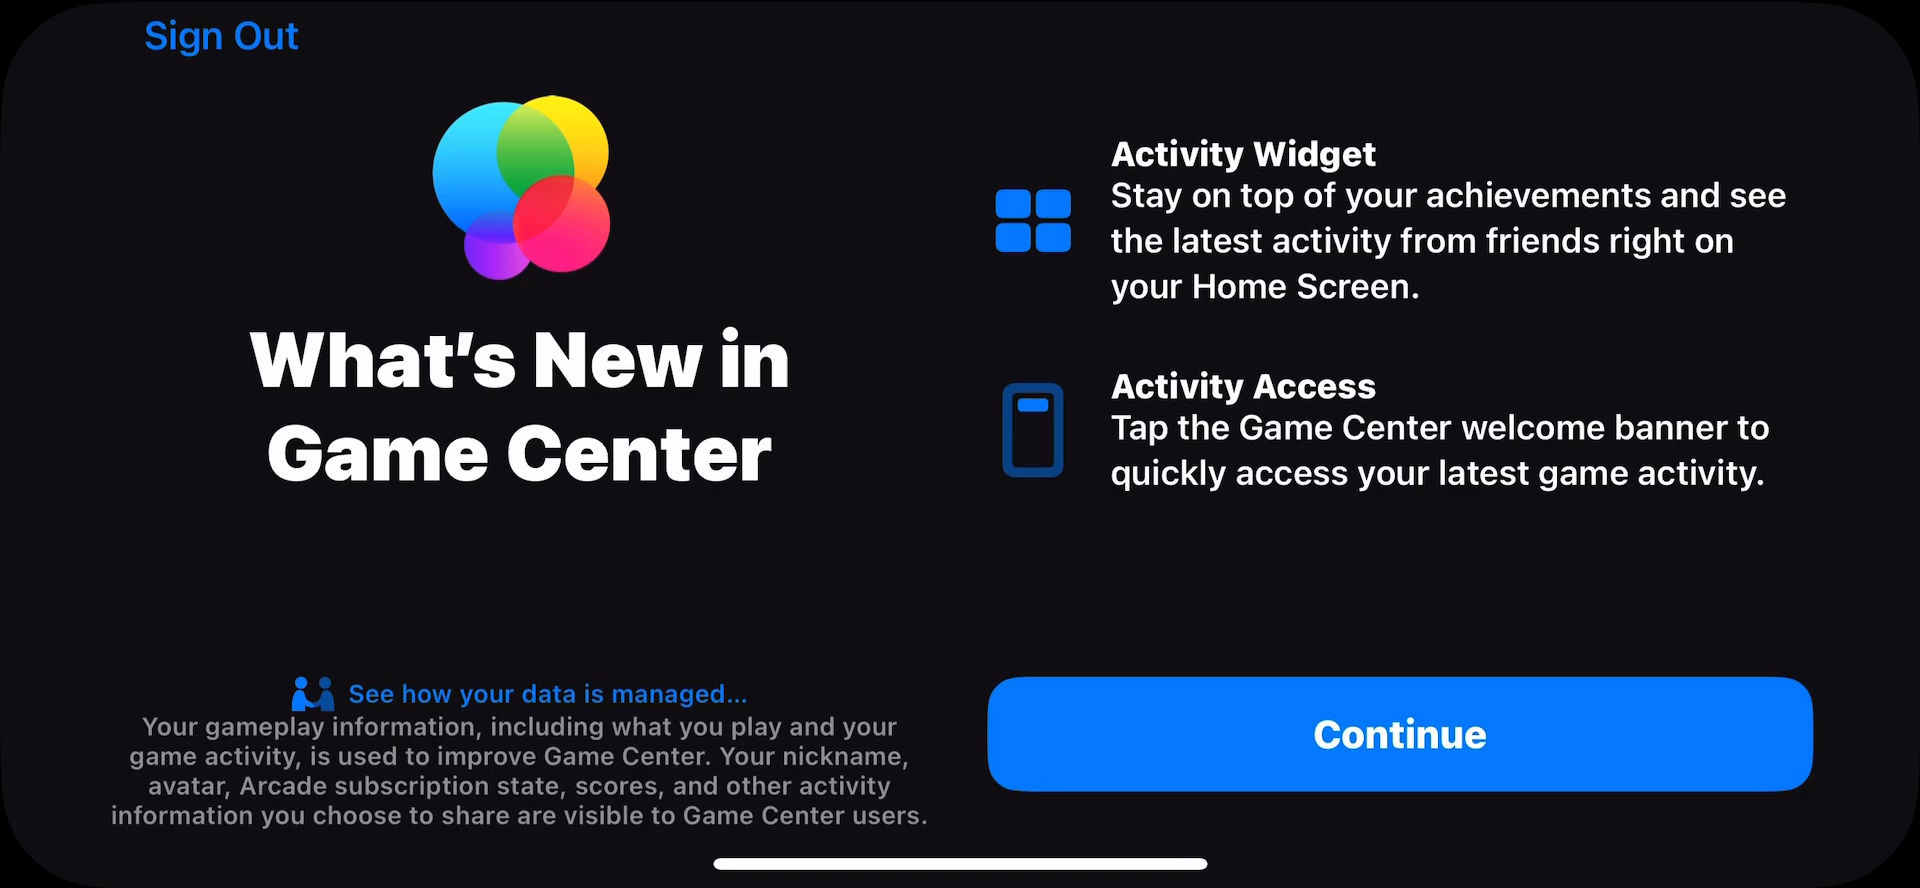 Sign Out
What's New in
Game Center
Activity Widget
Stay on top of your achievements and see
the latest activity from friends right on
your Home Screen.
Activity Access
Tap the Game Center welcome banner to
quickly access your latest game activity.
See how your data is managed...
Your gameplay information, including what you play and your
game activity, is used to improve Game Center. Your nickname,
avatar, Arcade subscription state, scores, and other activity
information you choose to share are visible to Game Center users.
Continue